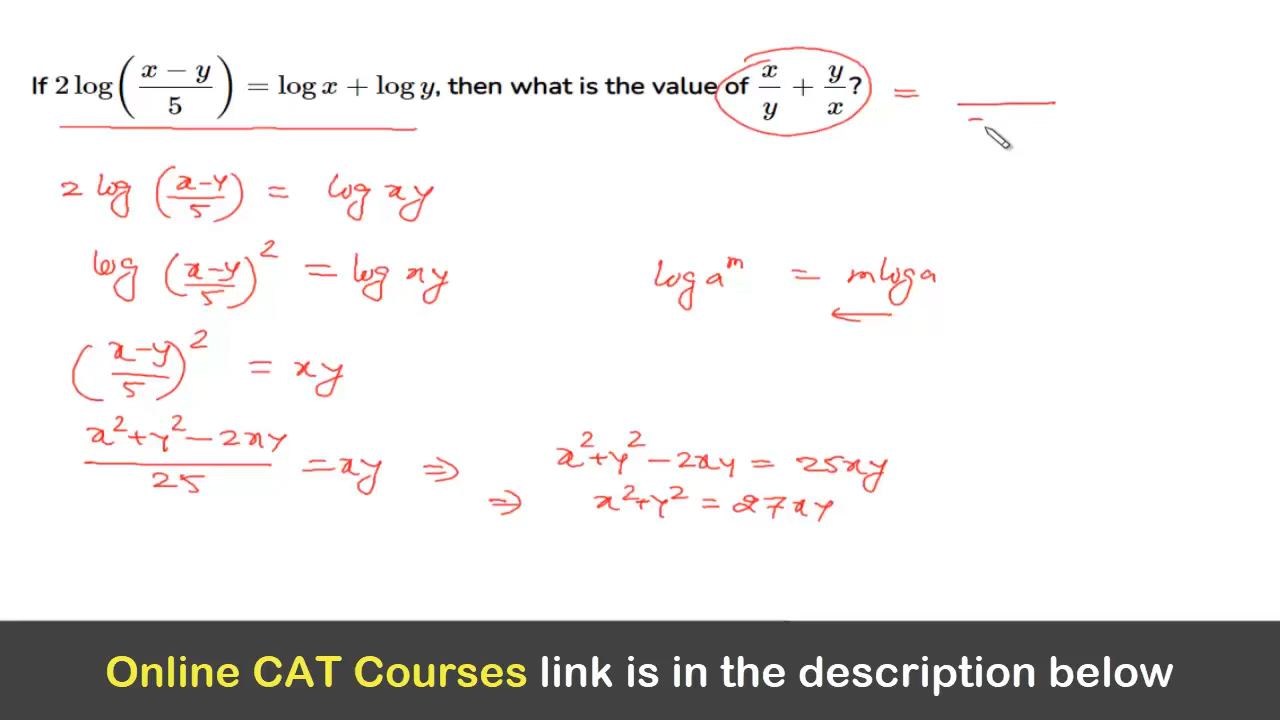 If 2 log((x − y)/5) = log x + log y, then what is the value of x/y + y/x? =
2 log ((x-y)/5) = log xy
log ((x-y)/5)^2 = log xy
log a^m = m log a
((x-y)/5)^2 = xy
(x^2+y^2-2xy)/25 = xy ⇒ x^2+y^2-2xy = 25xy
⇒ x^2+y^2 = 27xy
Online CAT Courses link is in the description below